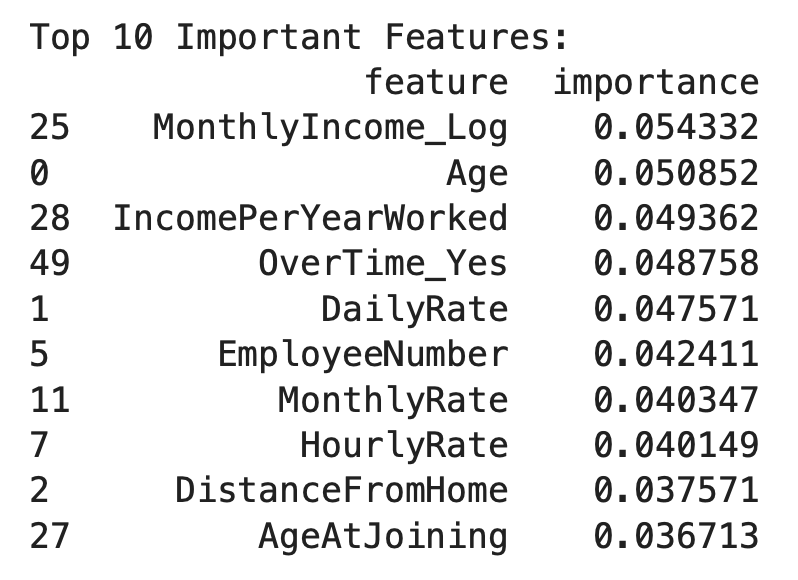 Top 10 Important Features:
feature importance
25 MonthlyIncome_Log 0.054332
0 Age 0.050852
28 IncomePerYearWorked 0.049362
49 OverTime_Yes 0.048758
1 DailyRate 0.047571
5 EmployeeNumber 0.042411
11 MonthlyRate 0.040347
7 HourlyRate 0.040149
2 DistanceFromHome 0.037571
27 AgeAtJoining 0.036713